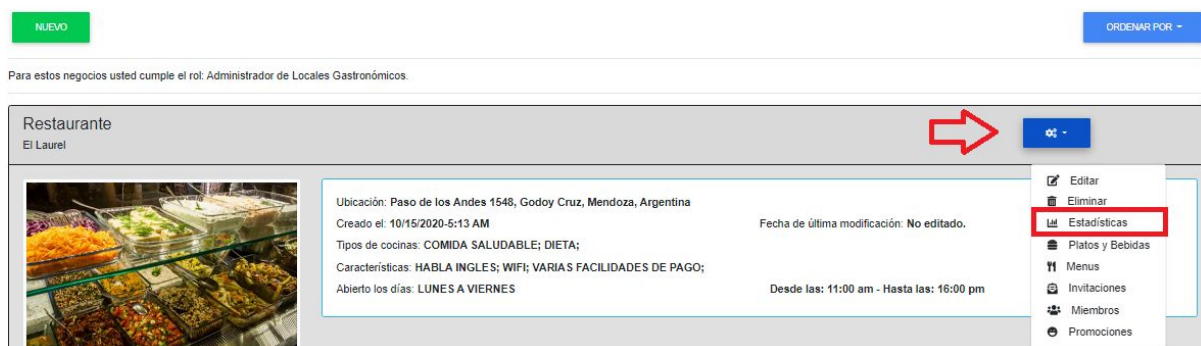 NUEVO
ORDENAR POR
Para estos negocios usted cumple el rol: Administrador de Locales Gastronómicos.
Restaurante
El Laurel
Ubicación: Paso de los Andes 1548, Godoy Cruz, Mendoza, Argentina
Creado el: 10/15/2020-5:13 AM
Fecha de última modificación: No editado.
Tipos de cocinas: COMIDA SALUDABLE; DIETA;
Características: HABLA INGLES; WIFI; VARIAS FACILIDADES DE PAGO;
Abierto los días: LUNES A VIERNES
Desde las: 11:00 am - Hasta las: 16:00 pm
Editar
Eliminar
Estadísticas
Platos y Bebidas
Menus
Invitaciones
Miembros
Promociones